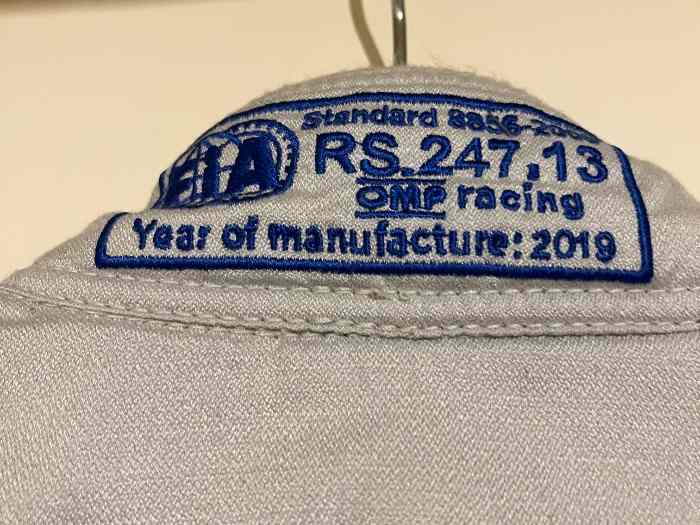 Standard 8856-2000
FIA
RS.247.13
OMP racing
Year of manufacture: 2019